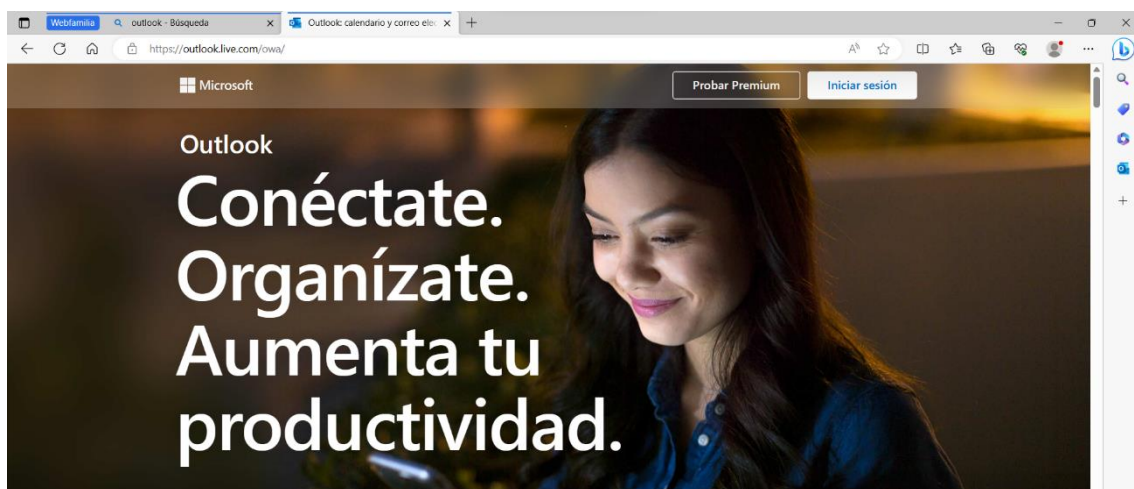 Webfamilia
outlook - Búsqueda
Outlook: calendario y correo elec
https://outlook.live.com/owa/
Microsoft
Probar Premium
Iniciar sesión
Outlook
Conéctate.
Organízate.
Aumenta tu
productividad.